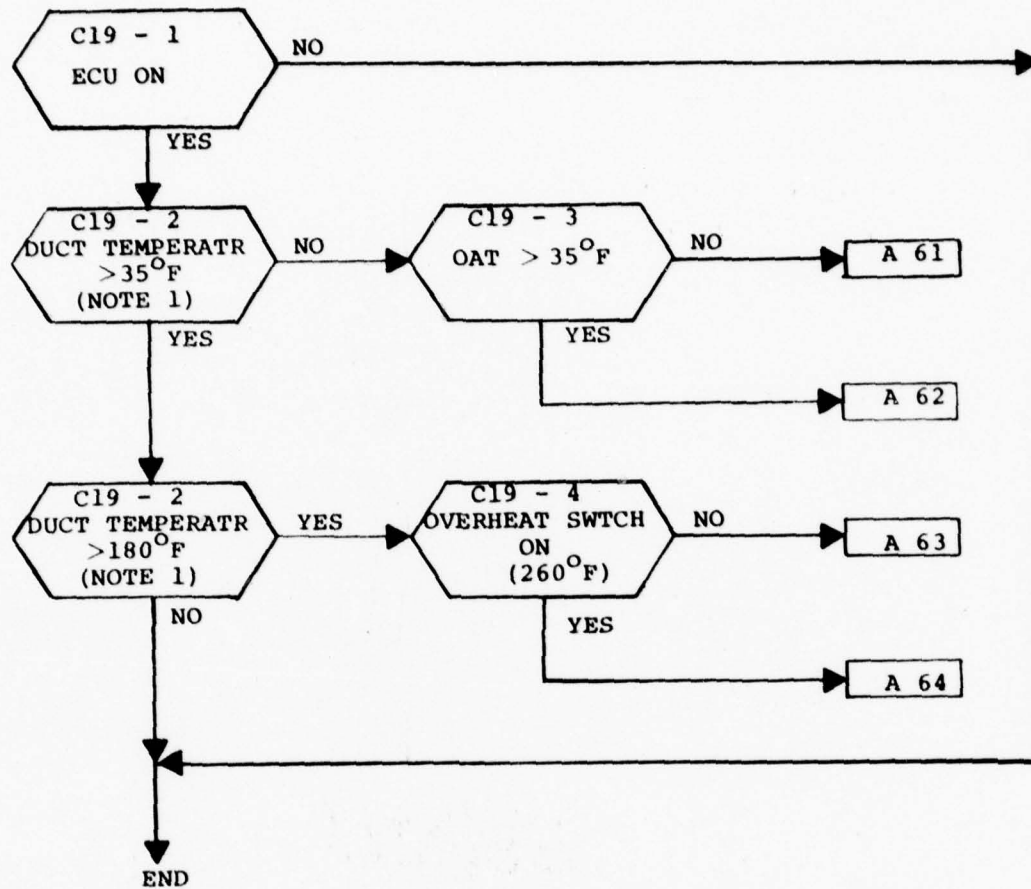 C19 - 1
ECU ON
NO
YES
C19 - 2
DUCT TEMPERATR
>35°F
(NOTE 1)
NO
C19 - 3
OAT > 35°F
NO
A 61
YES
YES
A 62
C19 - 2
DUCT TEMPERATR
>180°F
(NOTE 1)
YES
C19 - 4
OVERHEAT SWTCH
ON
(260°F)
NO
A 63
NO
YES
A 64
END